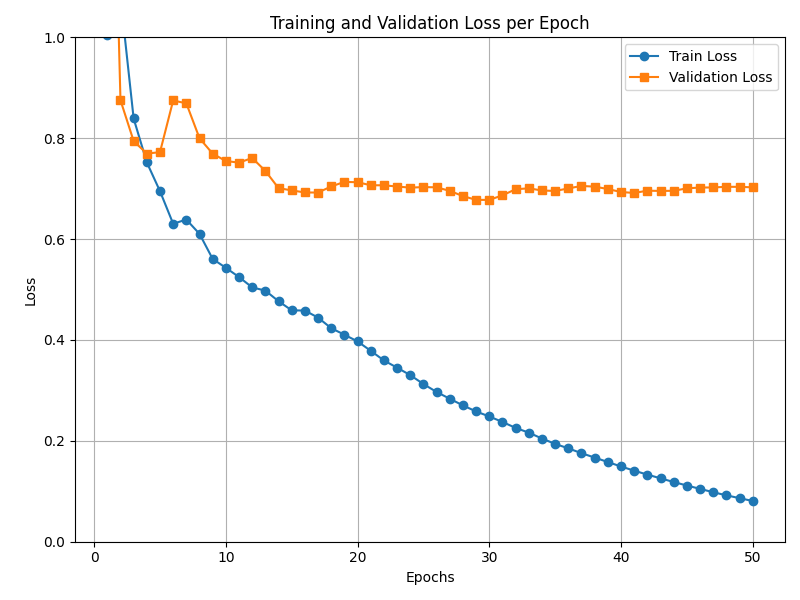 Training and Validation Loss per Epoch
Train Loss
Validation Loss
1.0
0.8
0.6
0.4
0.2
0.0
Loss
0 10 20 30 40 50
Epochs